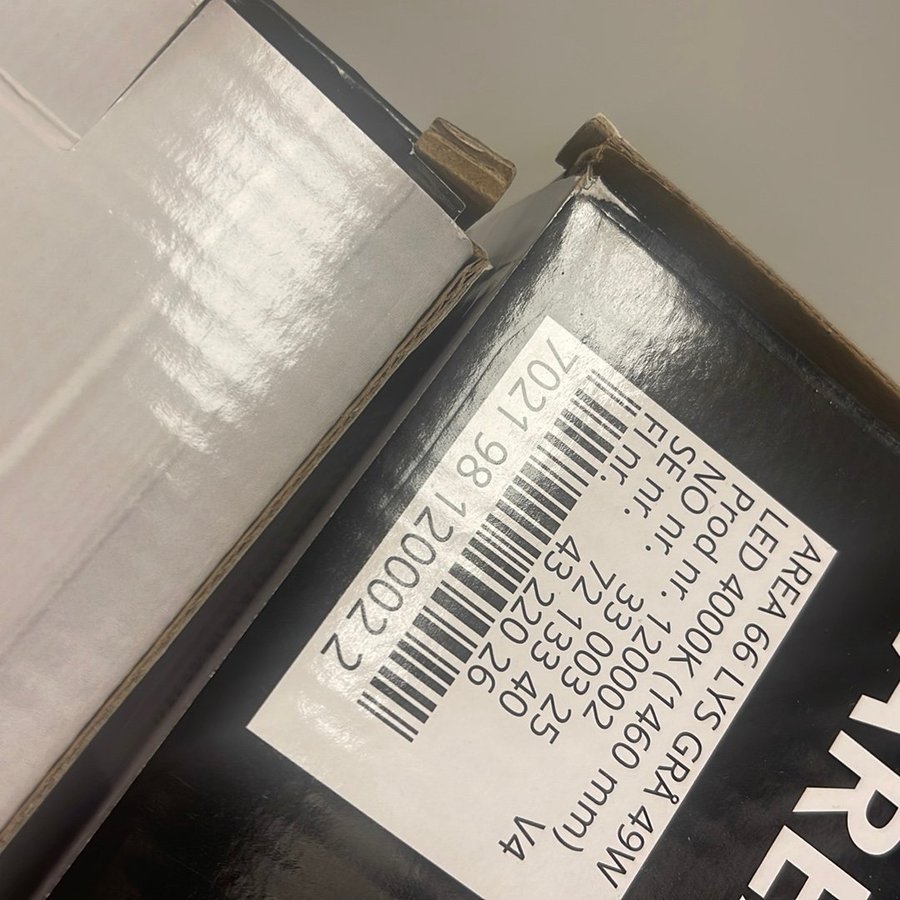 AREA 66 LYS GRÅ 49W
LED 4000K (1460 mm)
Prod nr. 120002 V4
NO nr. 33 003 25
SE nr. 72 133 40
FI nr. 43 220 26
7021 98 120002 2